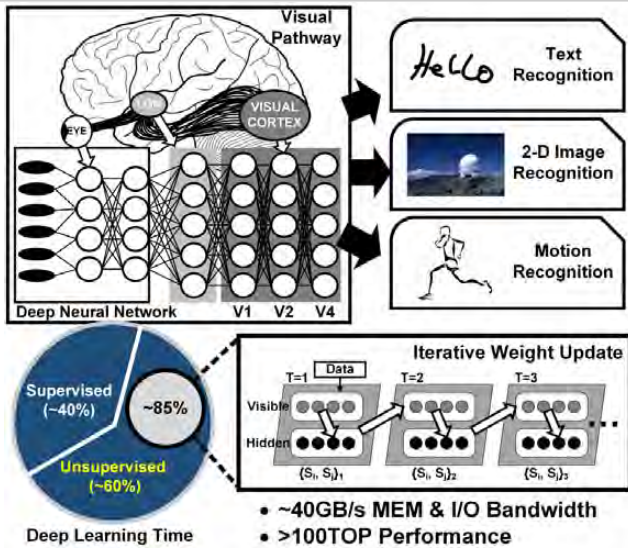 Visual
Pathway
LGN
EYE
VISUAL
CORTEX
Deep Neural Network
V1 V2 V4
HeLLo
Text
Recognition
2-D Image
Recognition
Motion
Recognition
Supervised
(~40%)
~85%
Unsupervised
(~60%)
Deep Learning Time
Iterative Weight Update
Data
T=1 T=2 T=3
Visible
Hidden
{Si, Sj}1 {Si, Sj}2 {Si, Sj}3
...
• ~40GB/s MEM & I/O Bandwidth
• >100TOP Performance